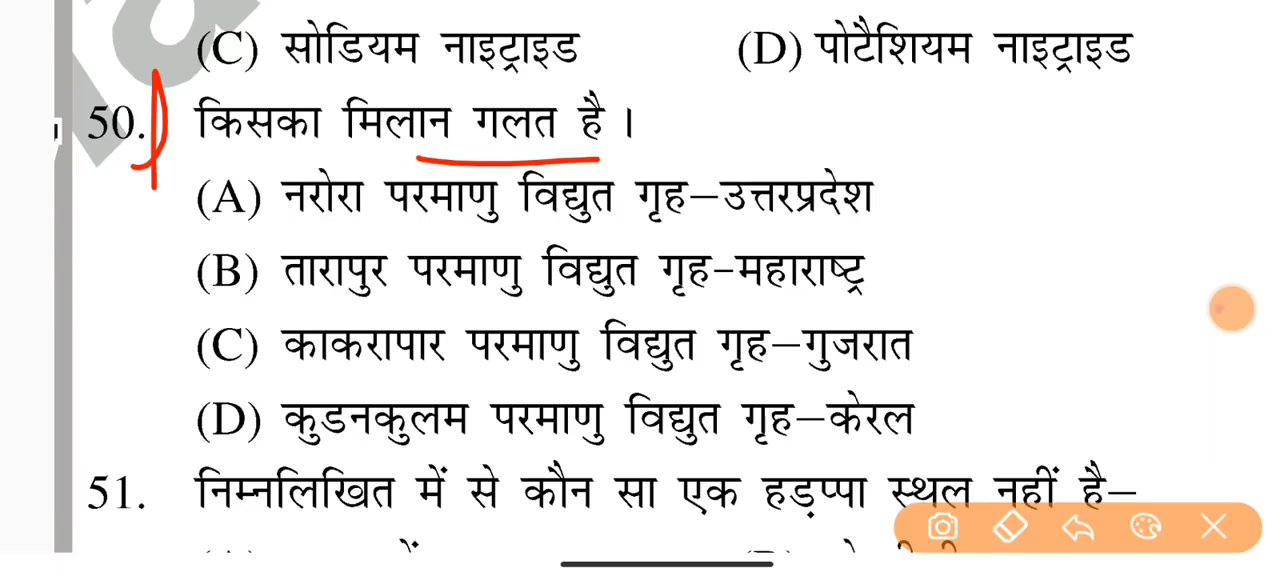 (C) सोडियम नाइट्राइड (D) पोटैशियम नाइट्राइड
50. किसका मिलान गलत है ।
(A) नरोरा परमाणु विद्युत गृह–उत्तरप्रदेश
(B) तारापुर परमाणु विद्युत गृह-महाराष्ट्र
(C) काकरापार परमाणु विद्युत गृह–गुजरात
(D) कुडनकुलम परमाणु विद्युत गृह–केरल
51. निम्नलिखित में से कौन सा एक हड़प्पा स्थल नहीं है–